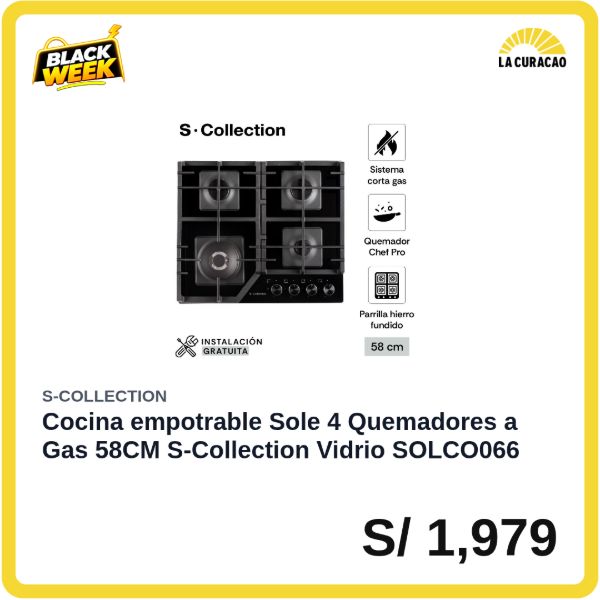 BLACK
WEEK
LA CURACAO
S·Collection
Sistema
corta gas
Quemador
Chef Pro
Parrilla hierro
fundido
58 cm
INSTALACIÓN
GRATUITA
S-COLLECTION
Cocina empotrable Sole 4 Quemadores a
Gas 58CM S-Collection Vidrio SOLCO066
S/ 1,979